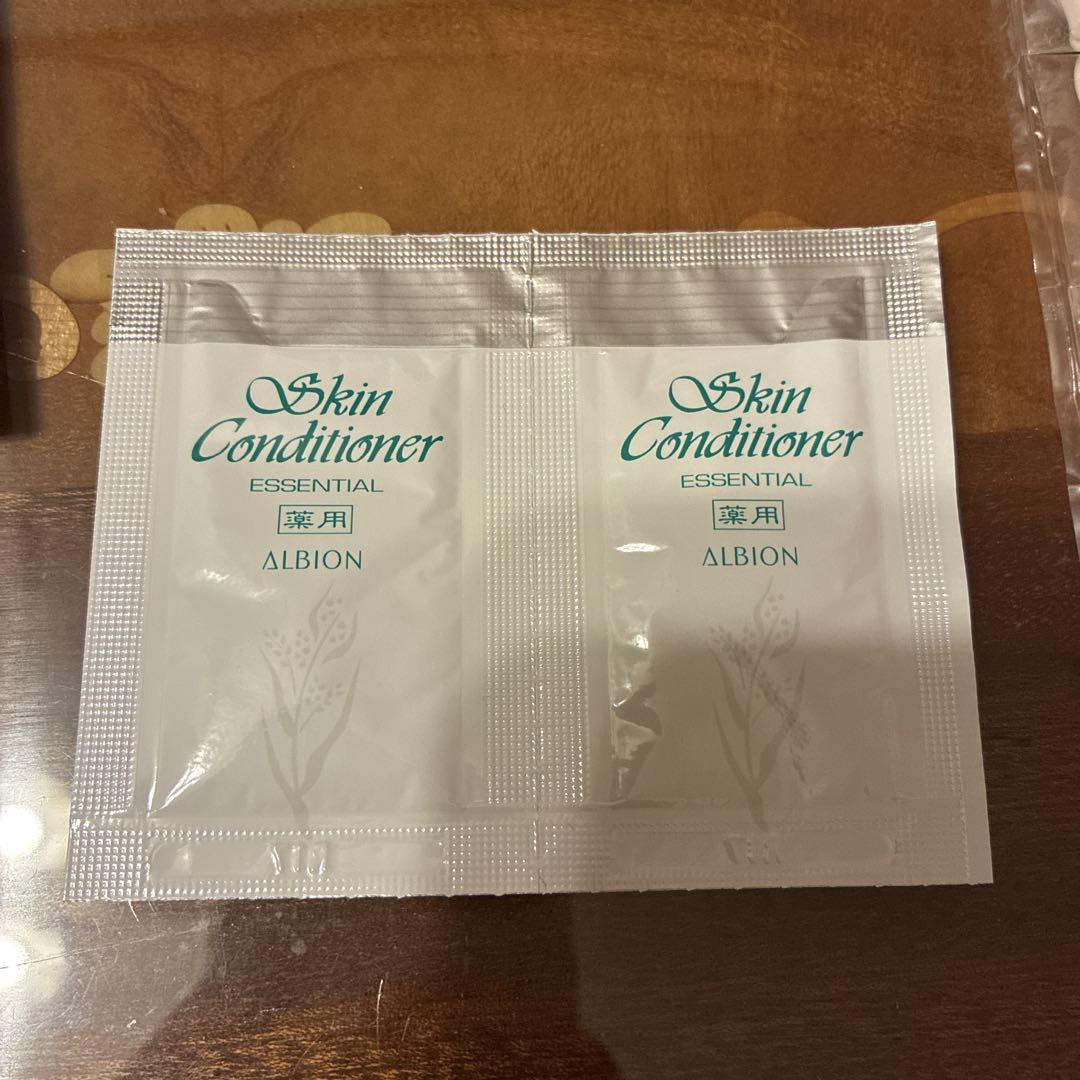 Skin
Conditioner
ESSENTIAL
薬用
ALBION
Skin
Conditioner
ESSENTIAL
薬用
ALBION